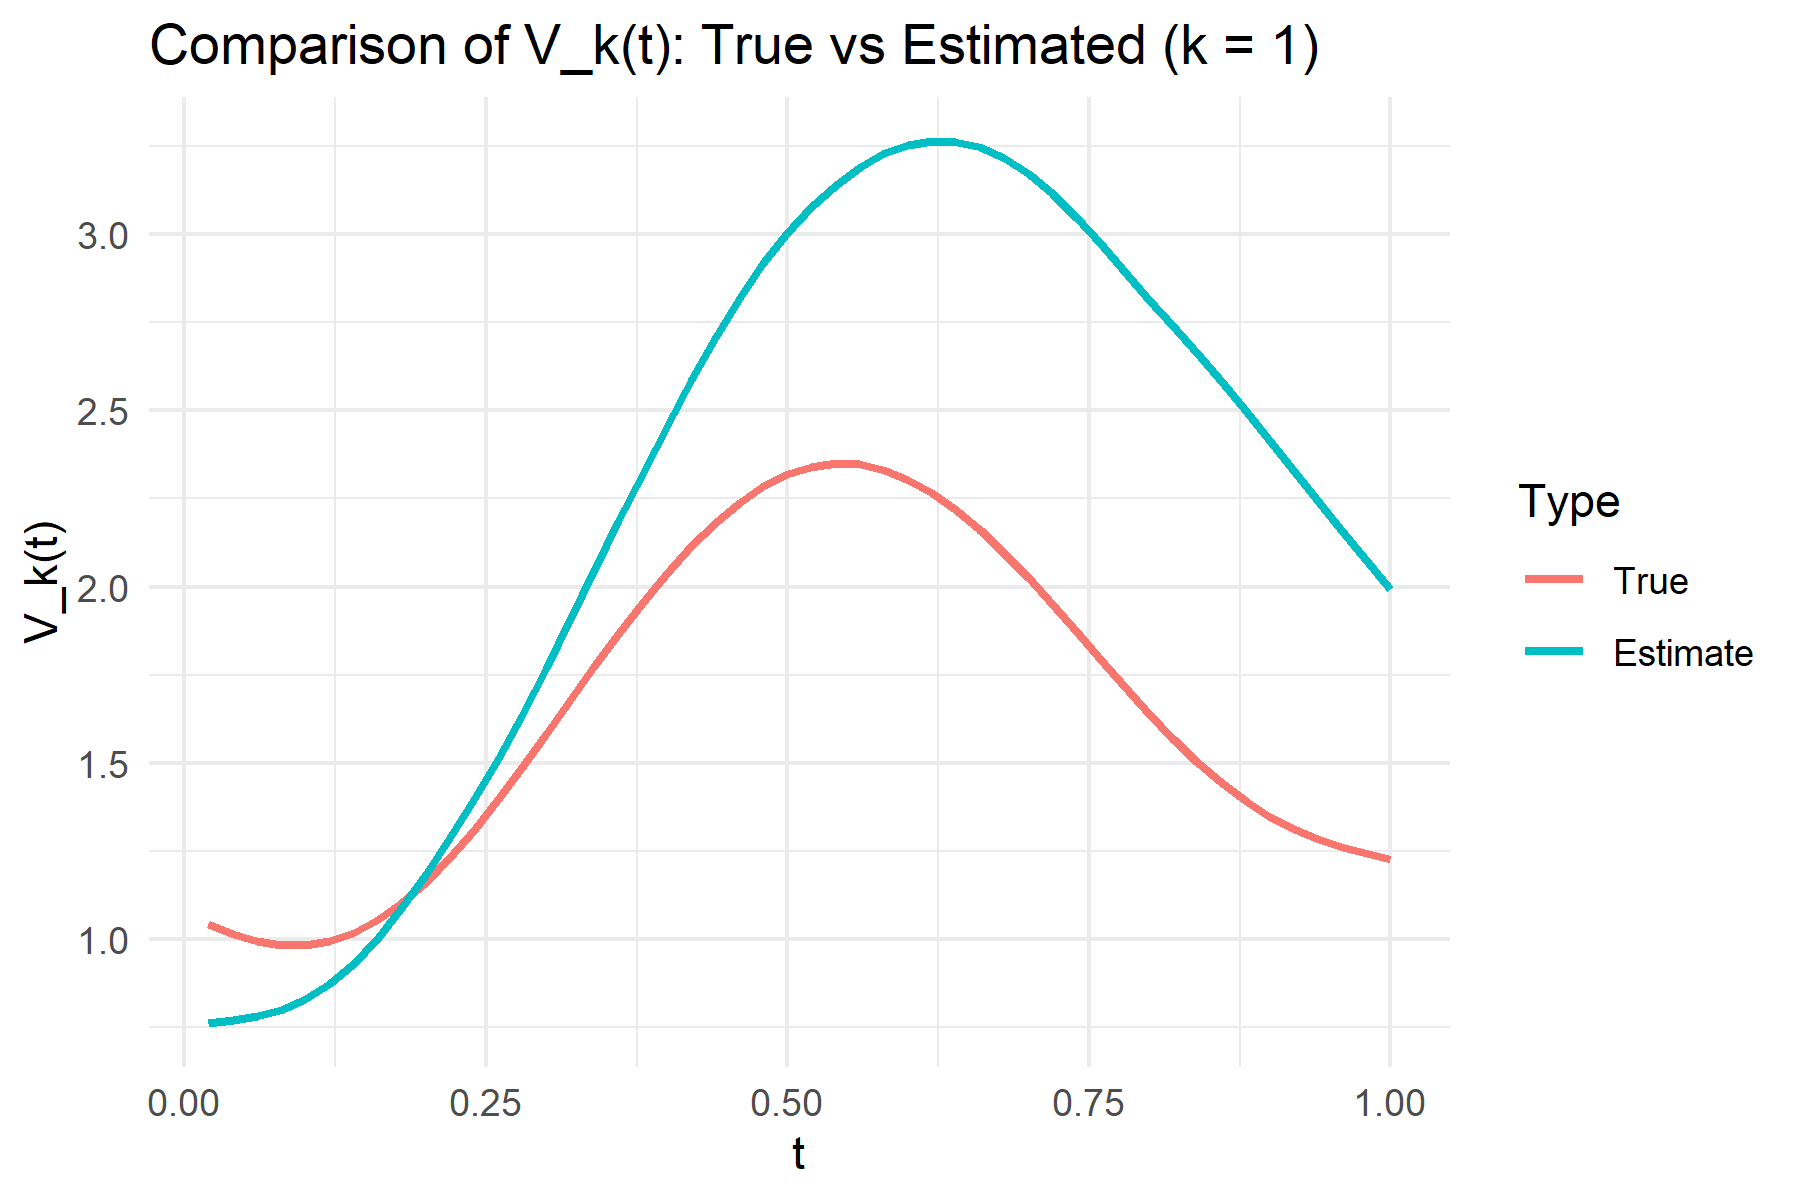 Comparison of V_k(t): True vs Estimated (k = 1)
V_k(t)
3.0
2.5
2.0
1.5
1.0
0.00 0.25 0.50 0.75 1.00
t
Type
True
Estimate